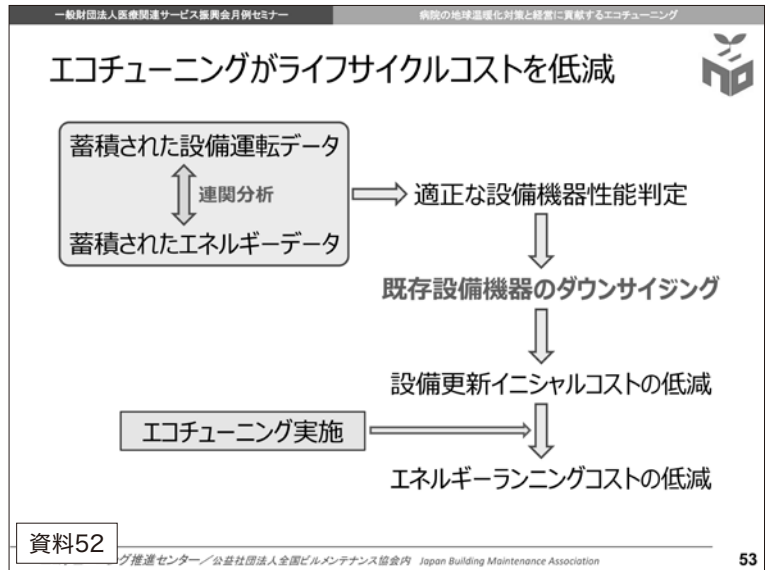 一般財団法人医療関連サービス振興会月例セミナー
病院の地球温暖化対策と経営に貢献するエコチューニング
エコチューニングがライフサイクルコストを低減
蓄積された設備運転データ
連関分析
蓄積されたエネルギーデータ
適正な設備機器性能判定
既存設備機器のダウンサイジング
設備更新イニシャルコストの低減
エコチューニング実施
エネルギーランニングコストの低減
資料52
グ推進センター／公益社団法人全国ビルメンテナンス協会内 Japan Building Maintenance Association
53